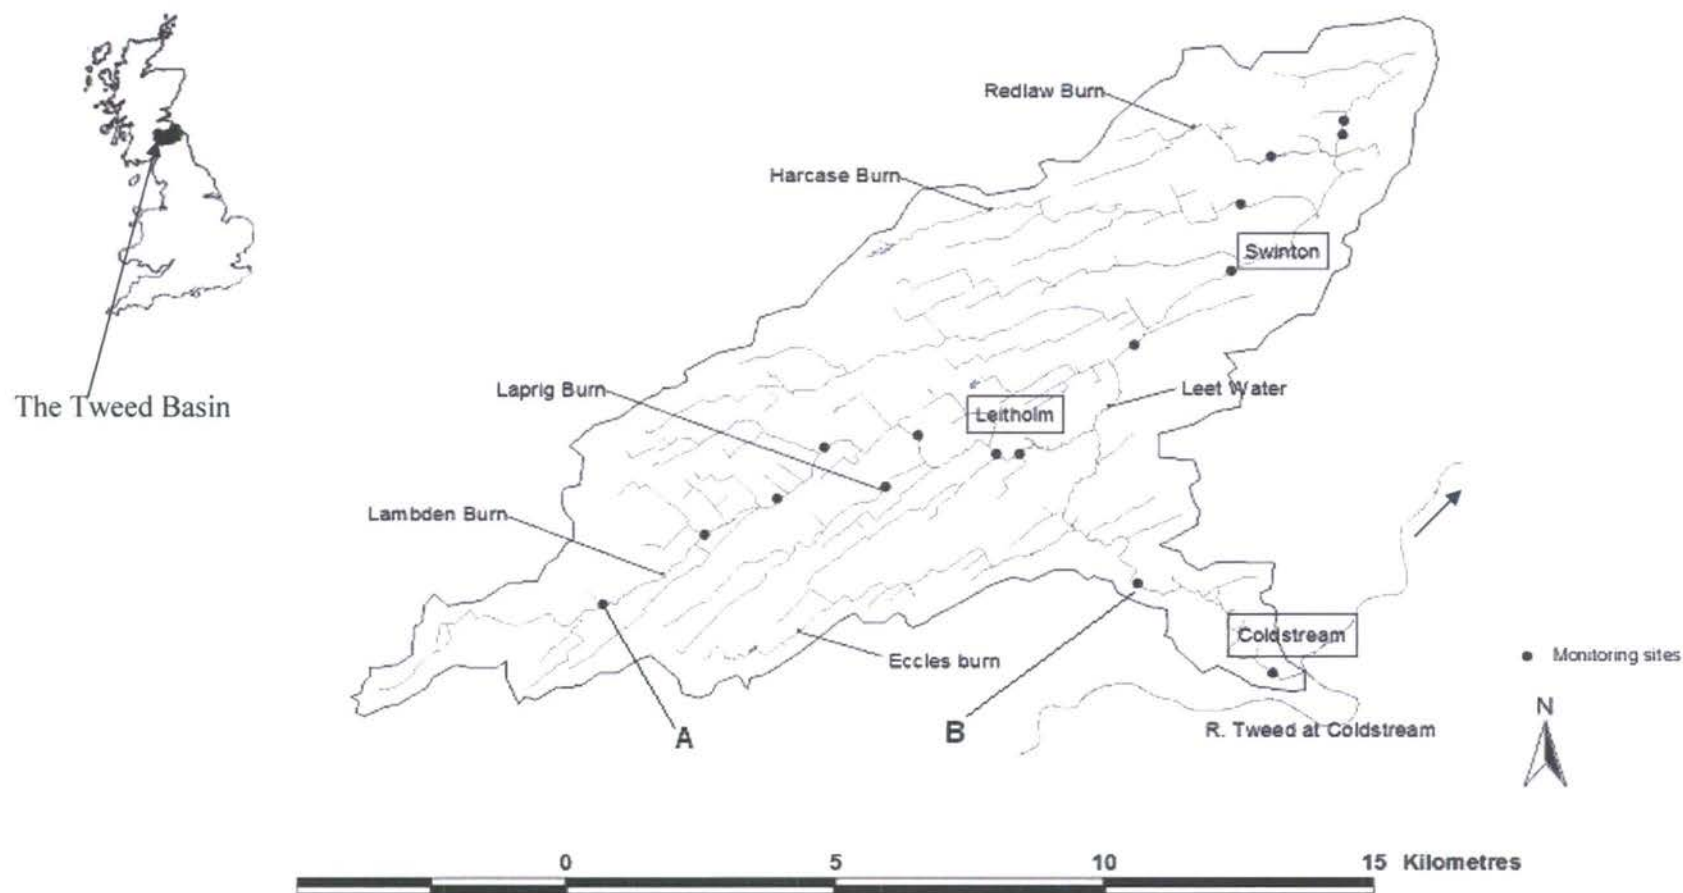 Redlaw Burn
Harcase Burn
Swinton
The Tweed Basin
Laprig Burn
Leitholm
Leet Water
Lambden Burn
Coldstream
Eccles burn
Monitoring sites
A
B
R. Tweed at Coldstream
N
0 5 10 15 Kilometres